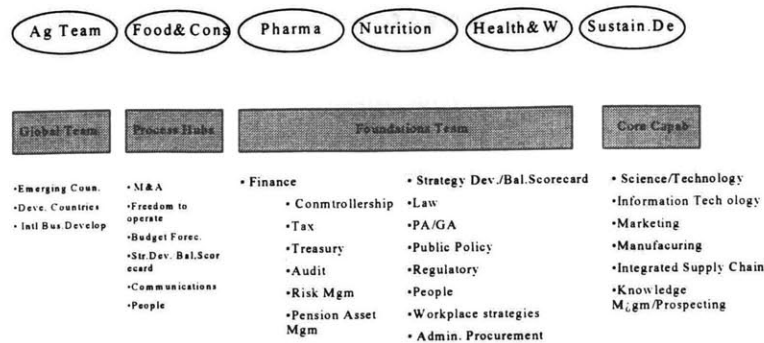 Ag Team
Food&Cons
Pharma
Nutrition
Health&W
Sustain.De
Global Team
Process Hubs
Foundations Team
Core Capab
•Emerging Coun.
•Deve. Countries
• Intl Bus.Develop
• M&A
•Freedom to
operate
•Budget Forec.
•Str.Dev. Bal.Scor
ecard
•Communications
•People
• Finance
• Conmtrollership
•Tax
•Treasury
•Audit
•Risk Mgm
•Pension Asset
Mgm
• Strategy Dev./Bal.Scorecard
•Law
•PA/GA
•Public Policy
•Regulatory
•People
•Workplace strategies
• Admin. Procurement
• Science/Technology
•Information Tech ology
•Marketing
•Manufacuring
•Integrated Supply Chain
•Knowledge
M¿gm/Prospecting